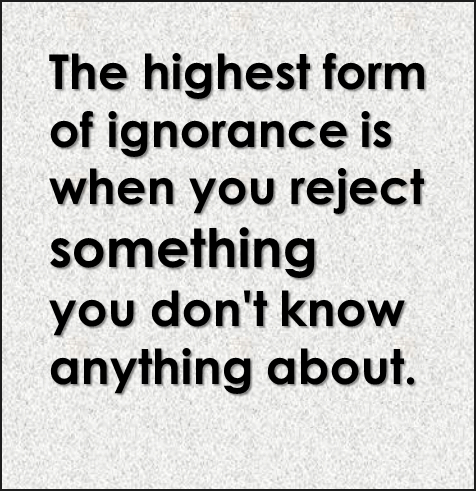 The highest form
of ignorance is
when you reject
something
you don't know
anything about.